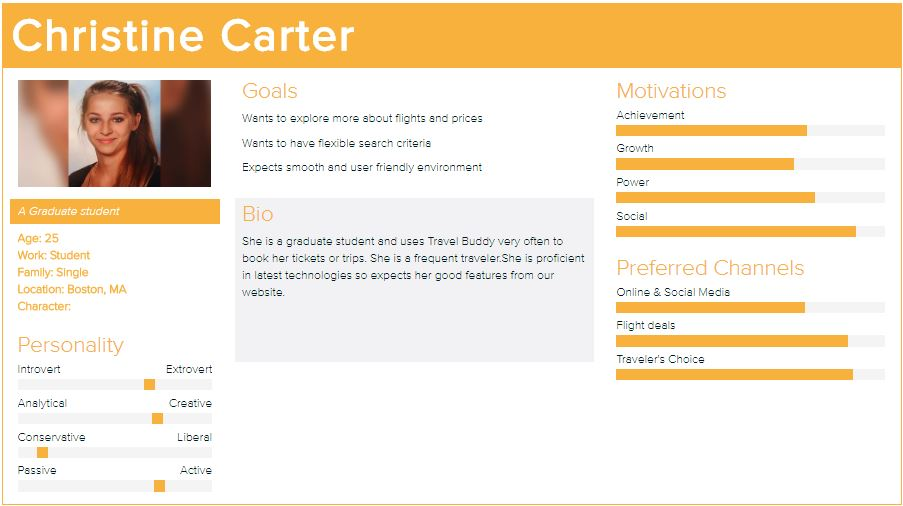 Christine Carter
A Graduate student
Age: 25
Work: Student
Family: Single
Location: Boston, MA
Character:
Personality
Introvert Extrovert
Analytical Creative
Conservative Liberal
Passive Active
Goals
Wants to explore more about flights and prices
Wants to have flexible search criteria
Expects smooth and user friendly environment
Bio
She is a graduate student and uses Travel Buddy very often to
book her tickets or trips. She is a frequent traveler.She is proficient
in latest technologies so expects her good features from our
website.
Motivations
Achievement
Growth
Power
Social
Preferred Channels
Online & Social Media
Flight deals
Traveler's Choice